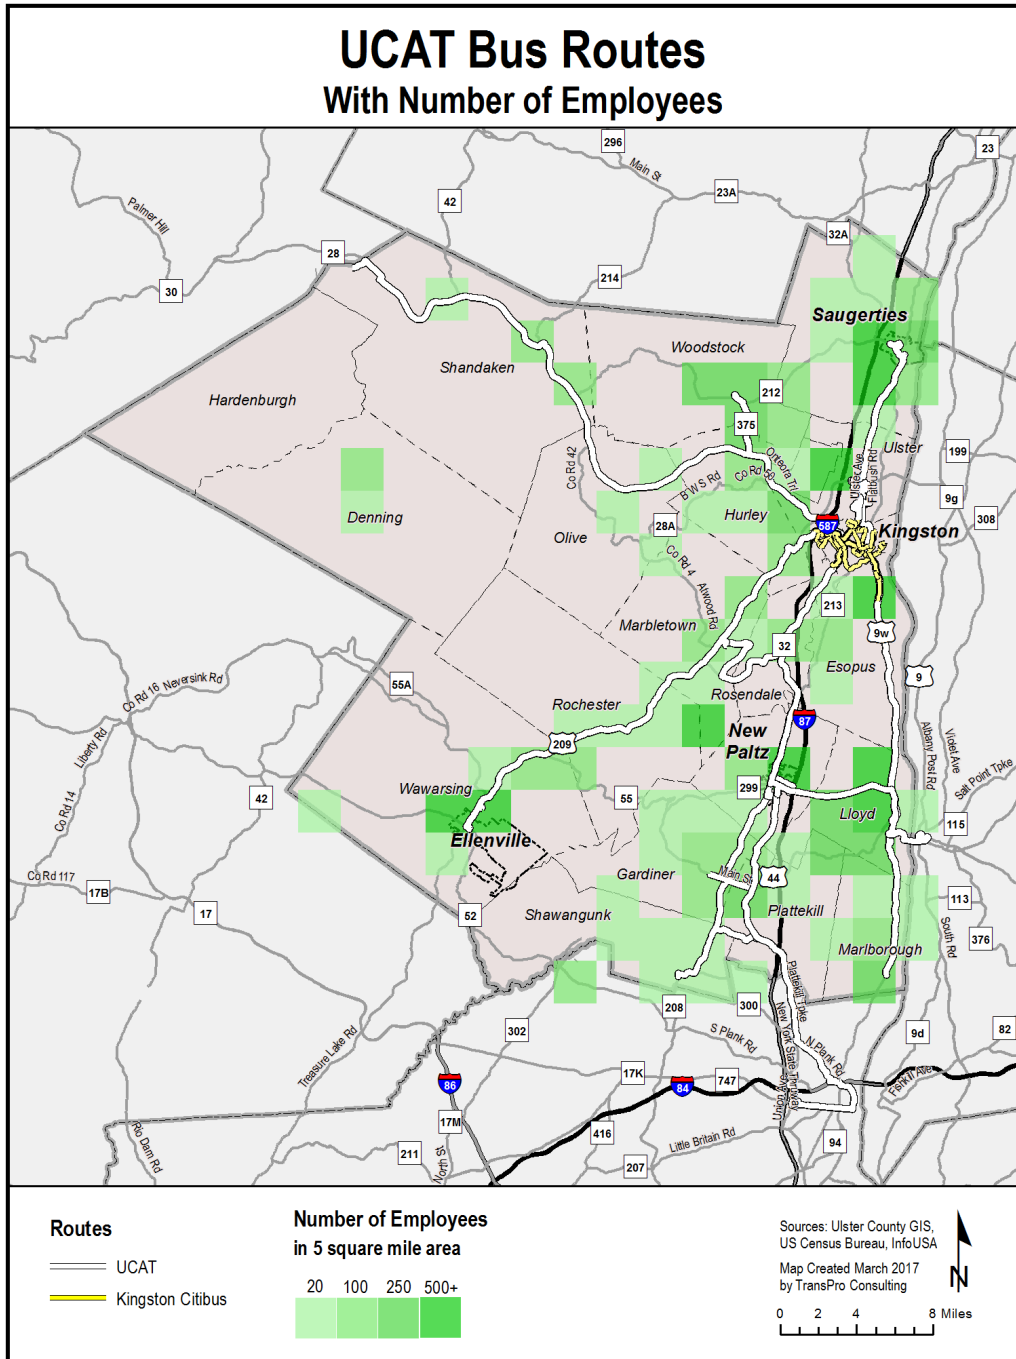 UCAT Bus Routes
With Number of Employees
296
23
Main St
23A
42
Palmer Hill
32A
28
214
30
Saugerties
Woodstock
Shandaken
212
Hardenburgh
375
Ulster
199
Co Rd 42
Onteora Trl
Co Rd 59
B W S Rd
Ulster Ave
Flatbush Rd
9g
Denning
28A
Hurley
308
587
Kingston
Olive
Co Rd 4
Atwood Rd
213
Marbletown
9w
32
Esopus
Co Rd 16
Neversink Rd
55A
9
Rosendale
Rochester
87
New
Paltz
Liberty Rd
209
Albany Post Rd
Violet Ave
Salt Point Tpke
Wawarsing
299
42
55
Co Rd 14
Lloyd
115
Ellenville
Co Rd 117
Gardiner
Main St
44
17B
113
17
52
Shawangunk
Plattekill
376
South Rd
Marlborough
Plattekill Tpke
208
300
302
S Plank Rd
New York State Thruway
N Plank Rd
9d
82
Treasure Lake Rd
17K
747
86
84
Union Ave
Fishkill Ave
17M
416
Rio Dam Rd
Little Britain Rd
94
211
North St
207
Routes
UCAT
Kingston Citibus
Number of Employees
in 5 square mile area
20 100 250 500+
Sources: Ulster County GIS,
US Census Bureau, InfoUSA
Map Created March 2017
by TransPro Consulting
N
0 2 4 8 Miles